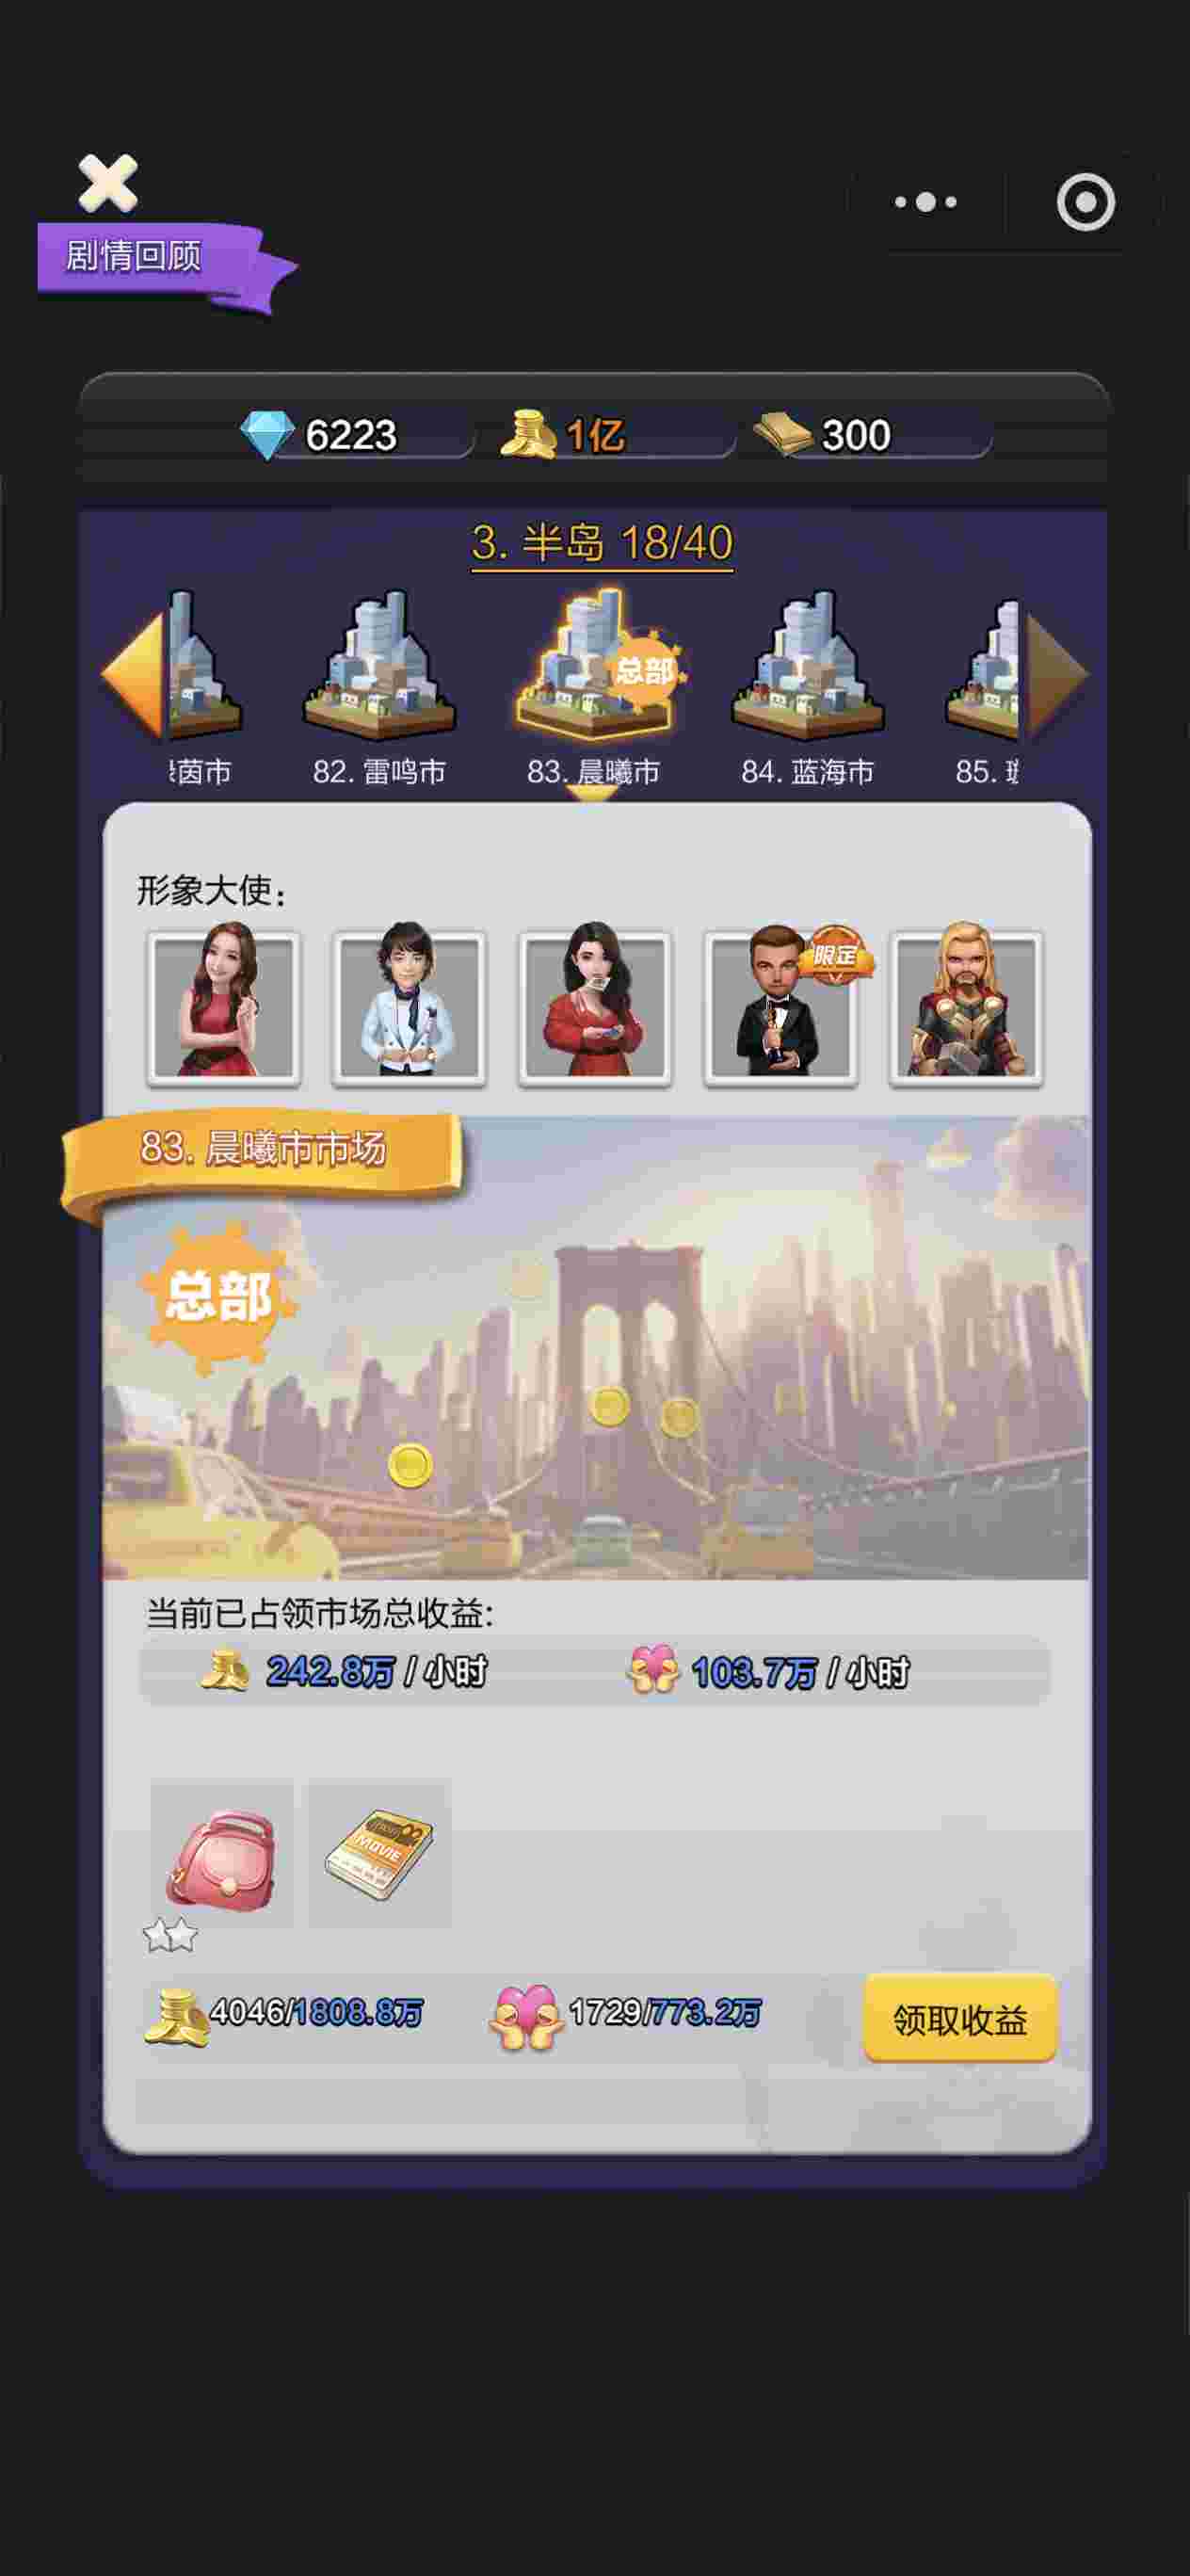 剧情回顾
6223
1亿
300
3. 半岛 18/40
总部
茵市
82. 雷鸣市
83. 晨曦市
84. 蓝海市
85.
形象大使：
限定
83. 晨曦市市场
总部
当前已占领市场总收益:
242.8万 / 小时
103.7万 / 小时
MOVIE
4046/1808.8万
1729/773.2万
领取收益